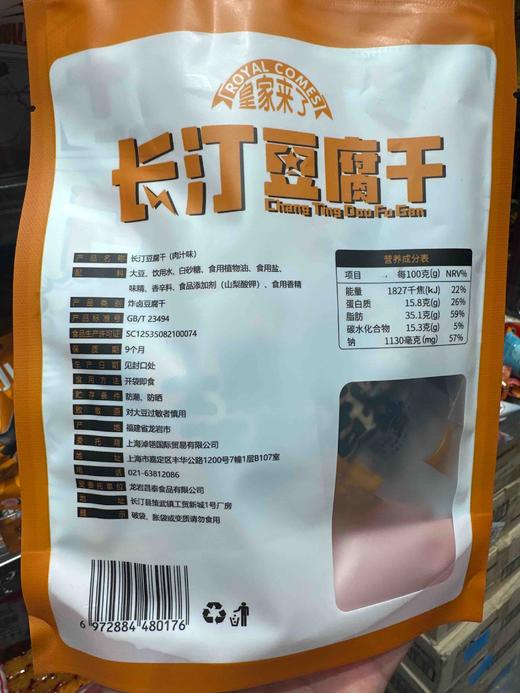 ROYAL COMES
皇家来了
长汀豆腐干
Chang Ting Dou Fu Gan
产品名称 长汀豆腐干（肉汁味）
配料 大豆、饮用水、白砂糖、食用植物油、食用盐、
味精、香辛料、食品添加剂（山梨酸钾）、食用香精
产品类别 炸卤豆腐干
产品标准号 GB/T 23494
食品生产许可证 SC12535082100074
保质期 9个月
生产日期 见封口处
食用方法 开袋即食
贮存条件 防潮、防晒
致敏源 对大豆过敏者慎用
产地 福建省龙岩市
委托商 上海淖翎国际贸易有限公司
地址 上海市嘉定区丰华公路1200号7幢1层B107室
电话 021-63812086
受委托单位 龙岩昌泰食品有限公司
地址 长汀县策武镇工贸新城1号厂房
提示 破袋、胀袋或变质请勿食用
营养成分表
项目 每100克(g) NRV%
能量 1827千焦(kJ) 22%
蛋白质 15.8克(g) 26%
脂肪 35.1克(g) 59%
碳水化合物 15.3克(g) 5%
钠 1130毫克(mg) 57%
6 972884 480176